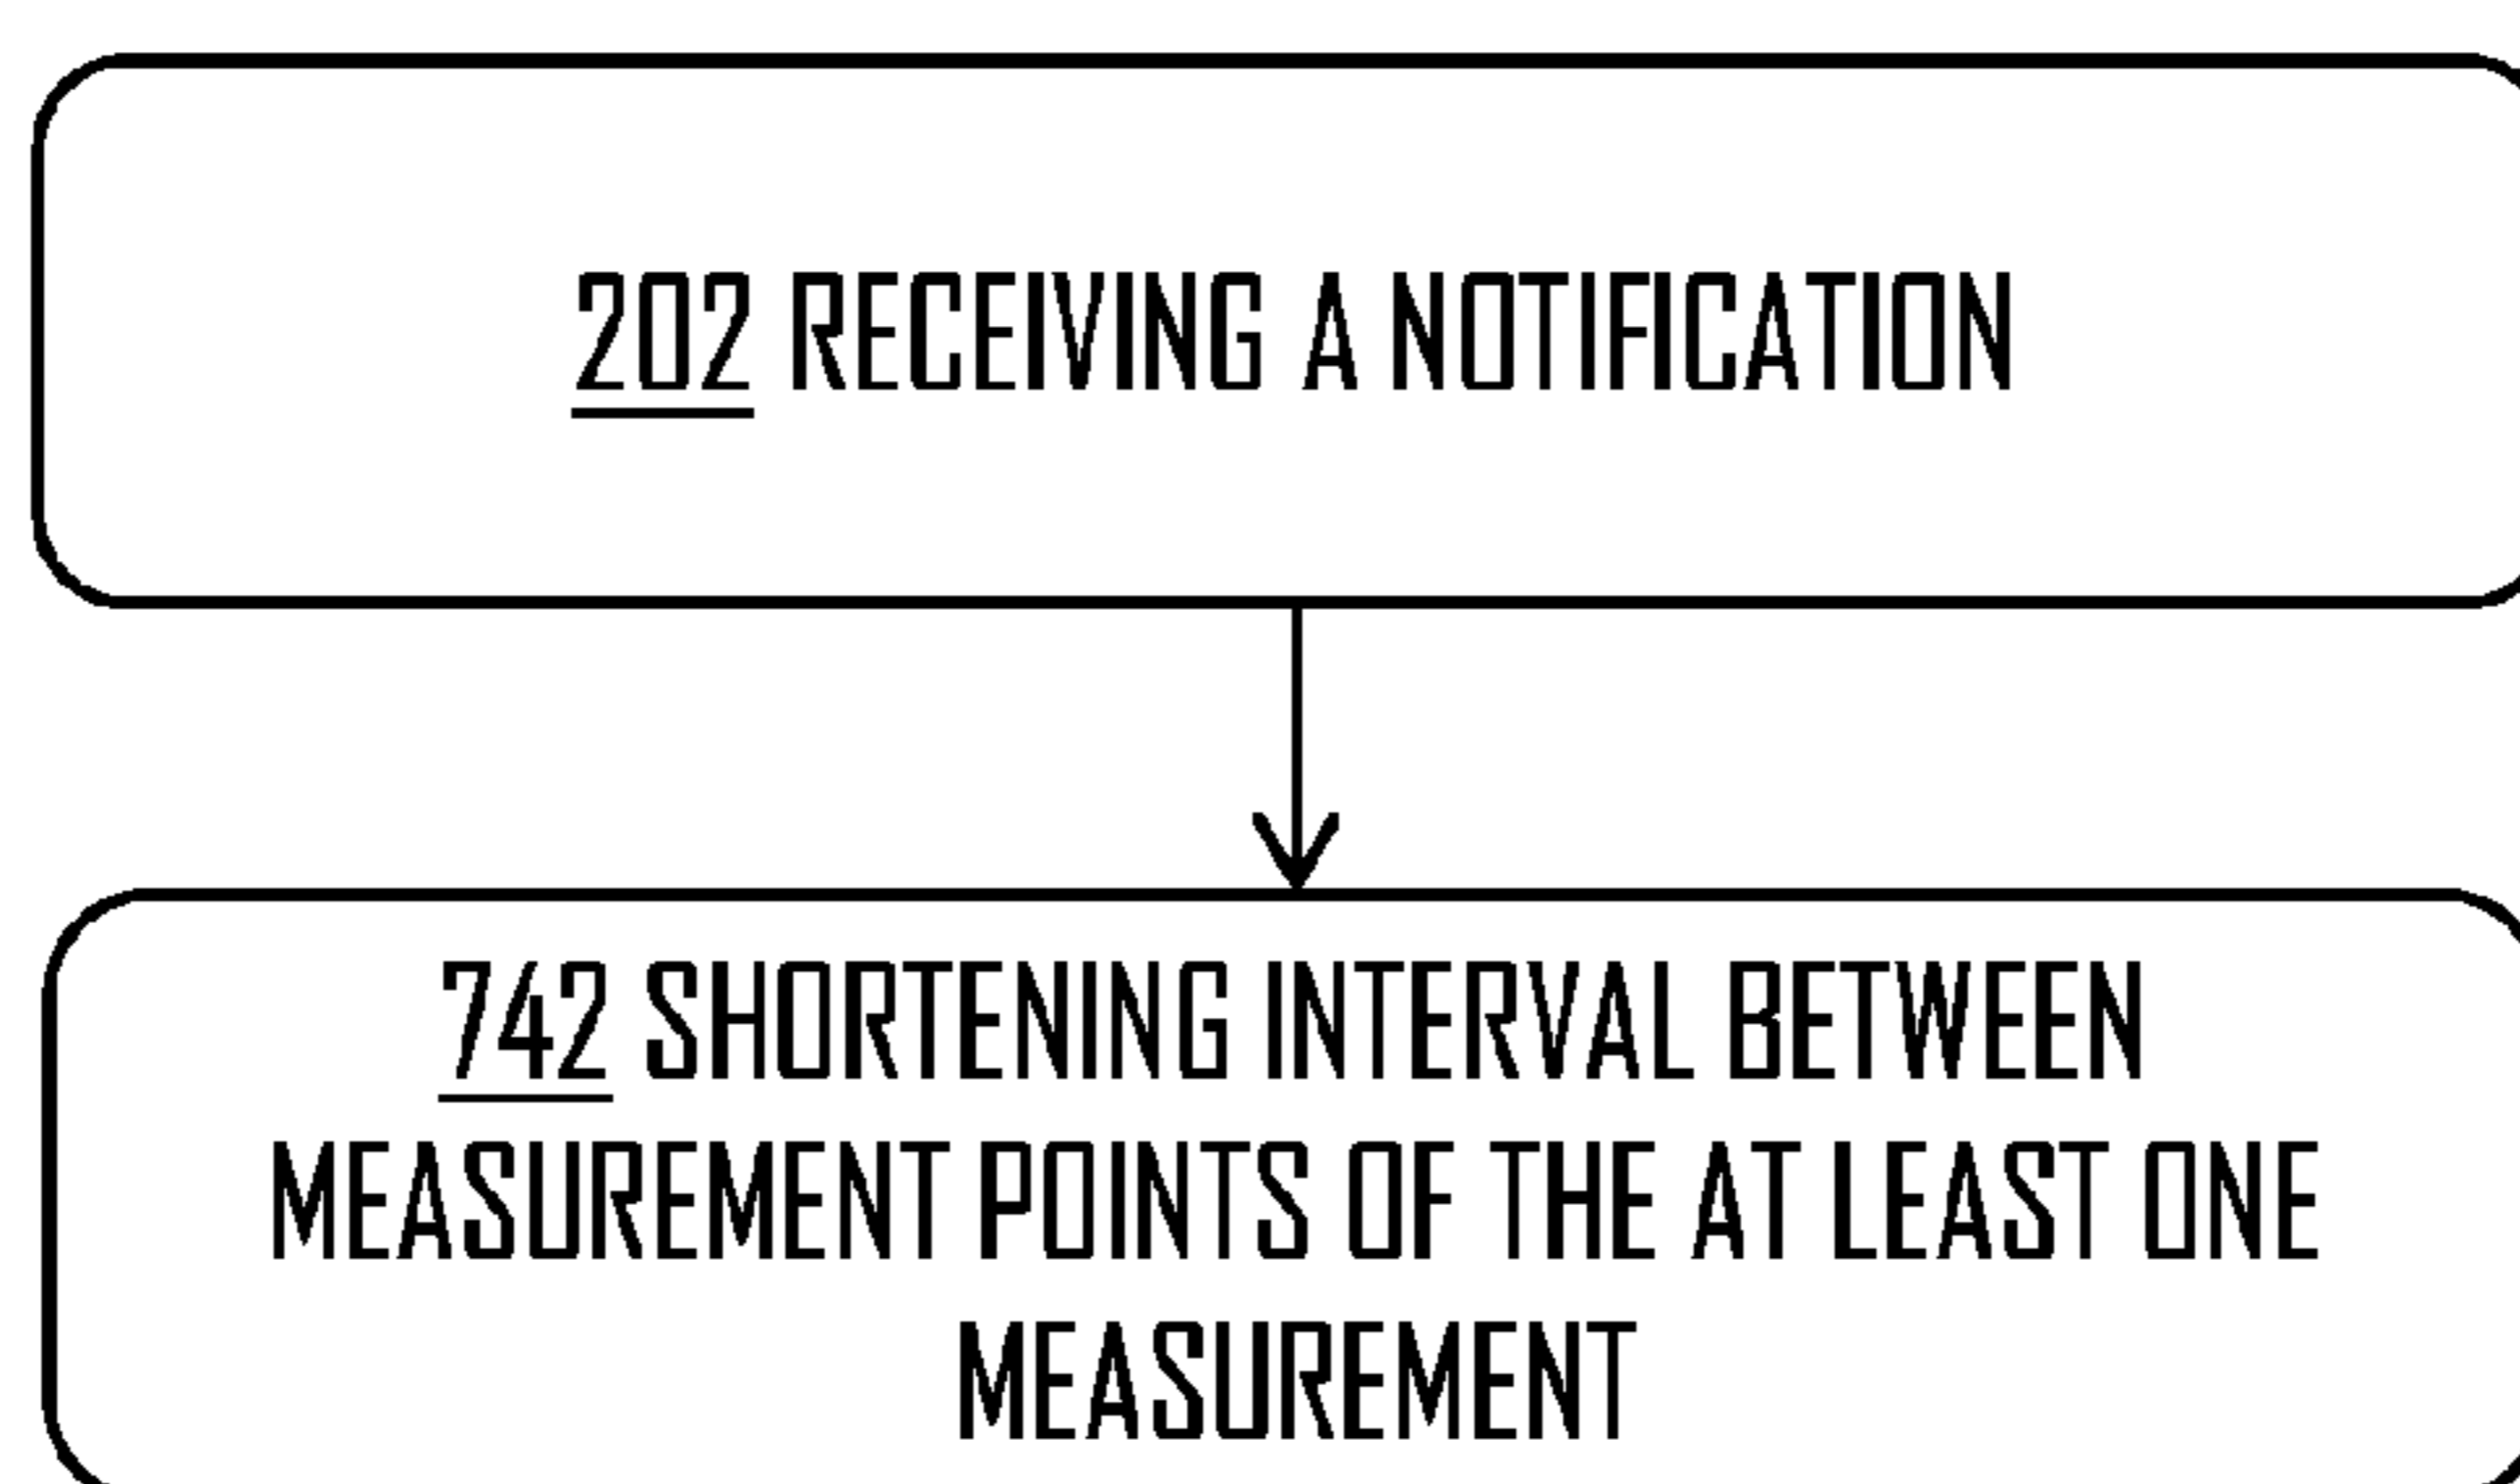 202 RECEIVING A NOTIFICATION
742 SHORTENING INTERVAL BETWEEN
MEASUREMENT POINTS OF THE AT LEAST ONE
MEASUREMENT